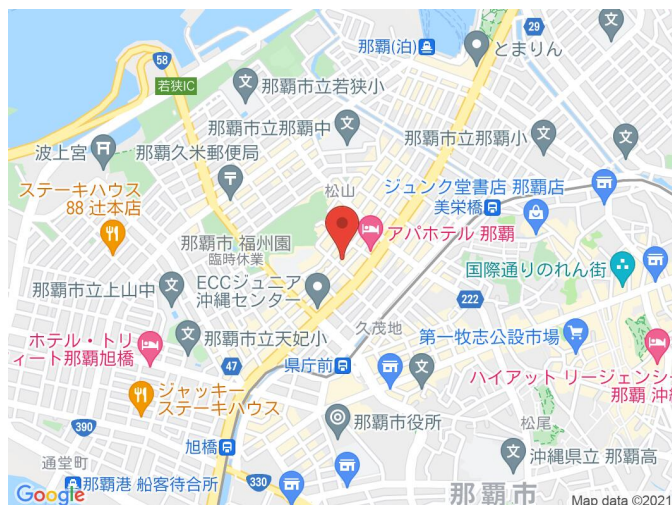 58
若狭IC
那覇(泊)
とまりん
29
那覇市立若狭小
那覇市立那覇中
那覇市立那覇小
波上宮
那覇久米郵便局
松山
ジュンク堂書店 那覇店
美栄橋
ステーキハウス
88 辻本店
アパホテル 那覇
那覇市 福州園
臨時休業
国際通りのれん街
那覇市立上山中
ECCジュニア
沖縄センター
222
久茂地
第一牧志公設市場
ホテル・トリ
ィート那覇旭橋
那覇市立天妃小
47
県庁前
ハイアット リージェンシー
那覇 沖縄
ジャッキー
ステーキハウス
390
那覇市役所
松尾
旭橋
通堂町
沖縄県立 那覇高
那覇港 船客待合所
330
那覇市
Google
Map data ©2021